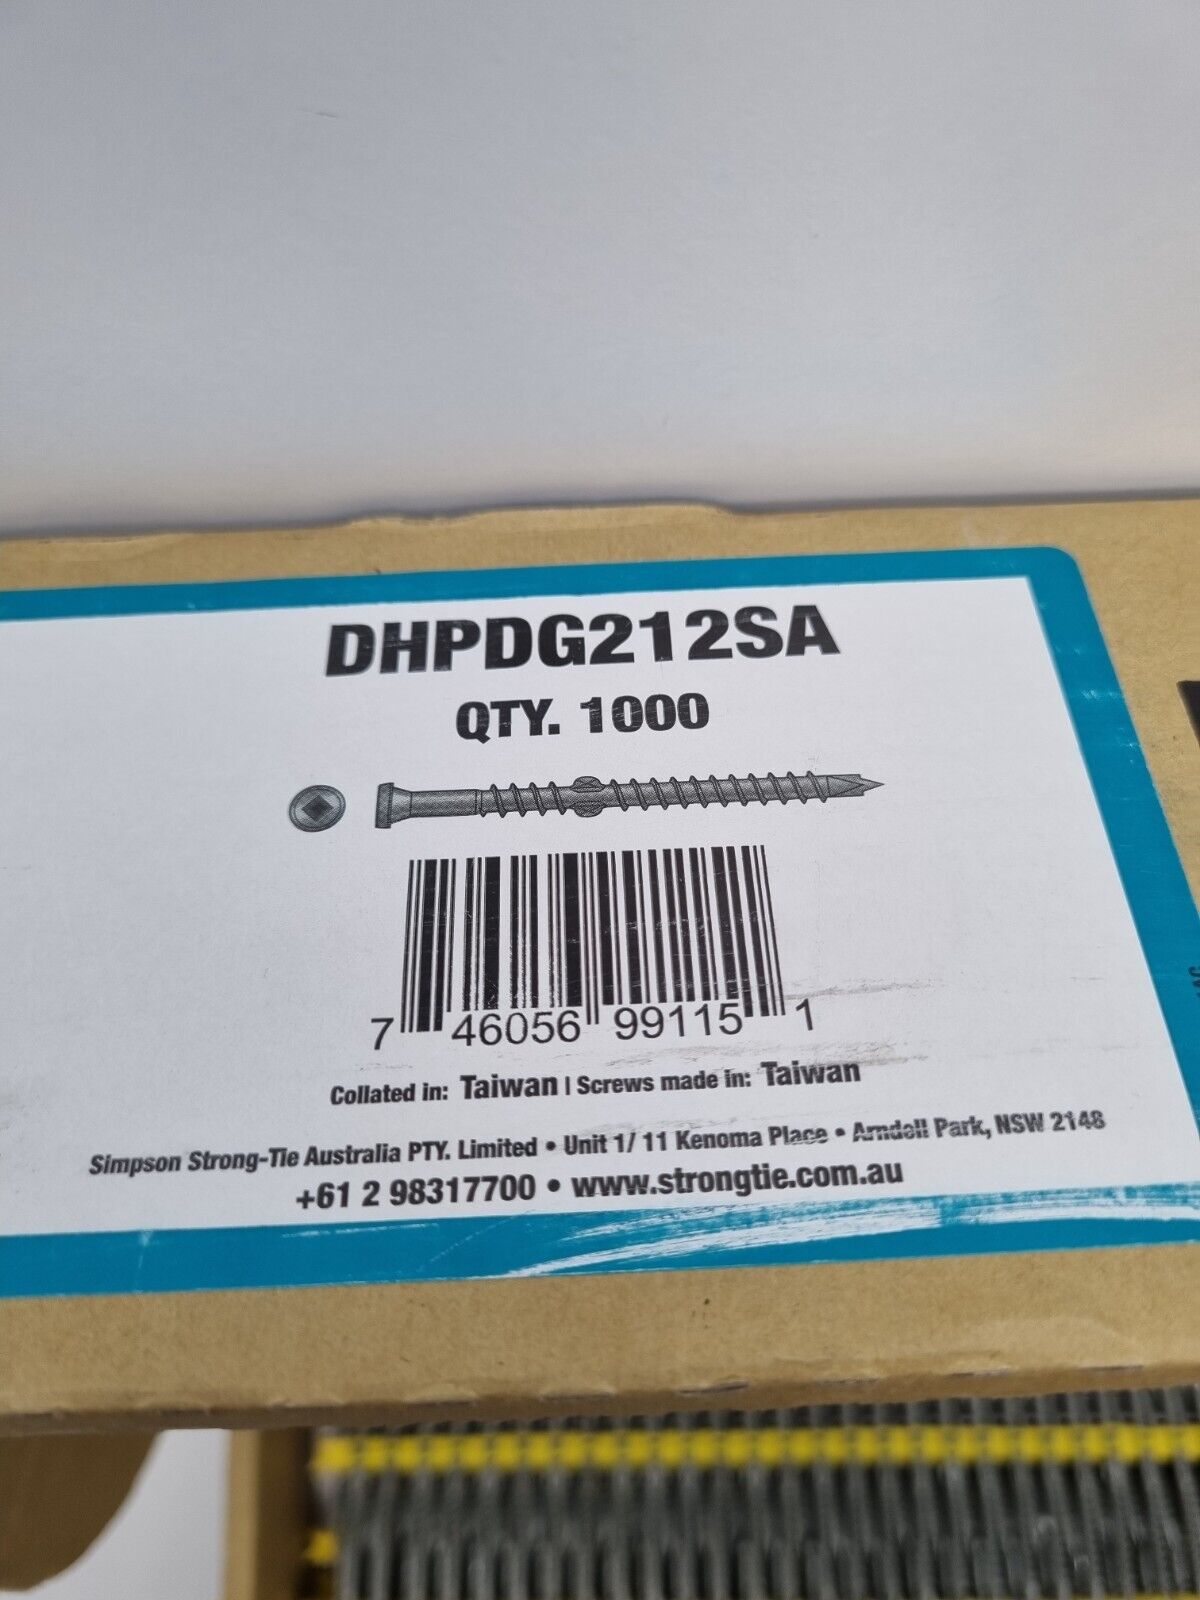 DHPDG212SA
QTY. 1000
7 46056 99115 1
Collated in: Taiwan | Screws made in: Taiwan
Simpson Strong-Tie Australia PTY. Limited • Unit 1/ 11 Kenoma Place • Arndell Park, NSW 2148
+61 2 98317700 • www.strongtie.com.au